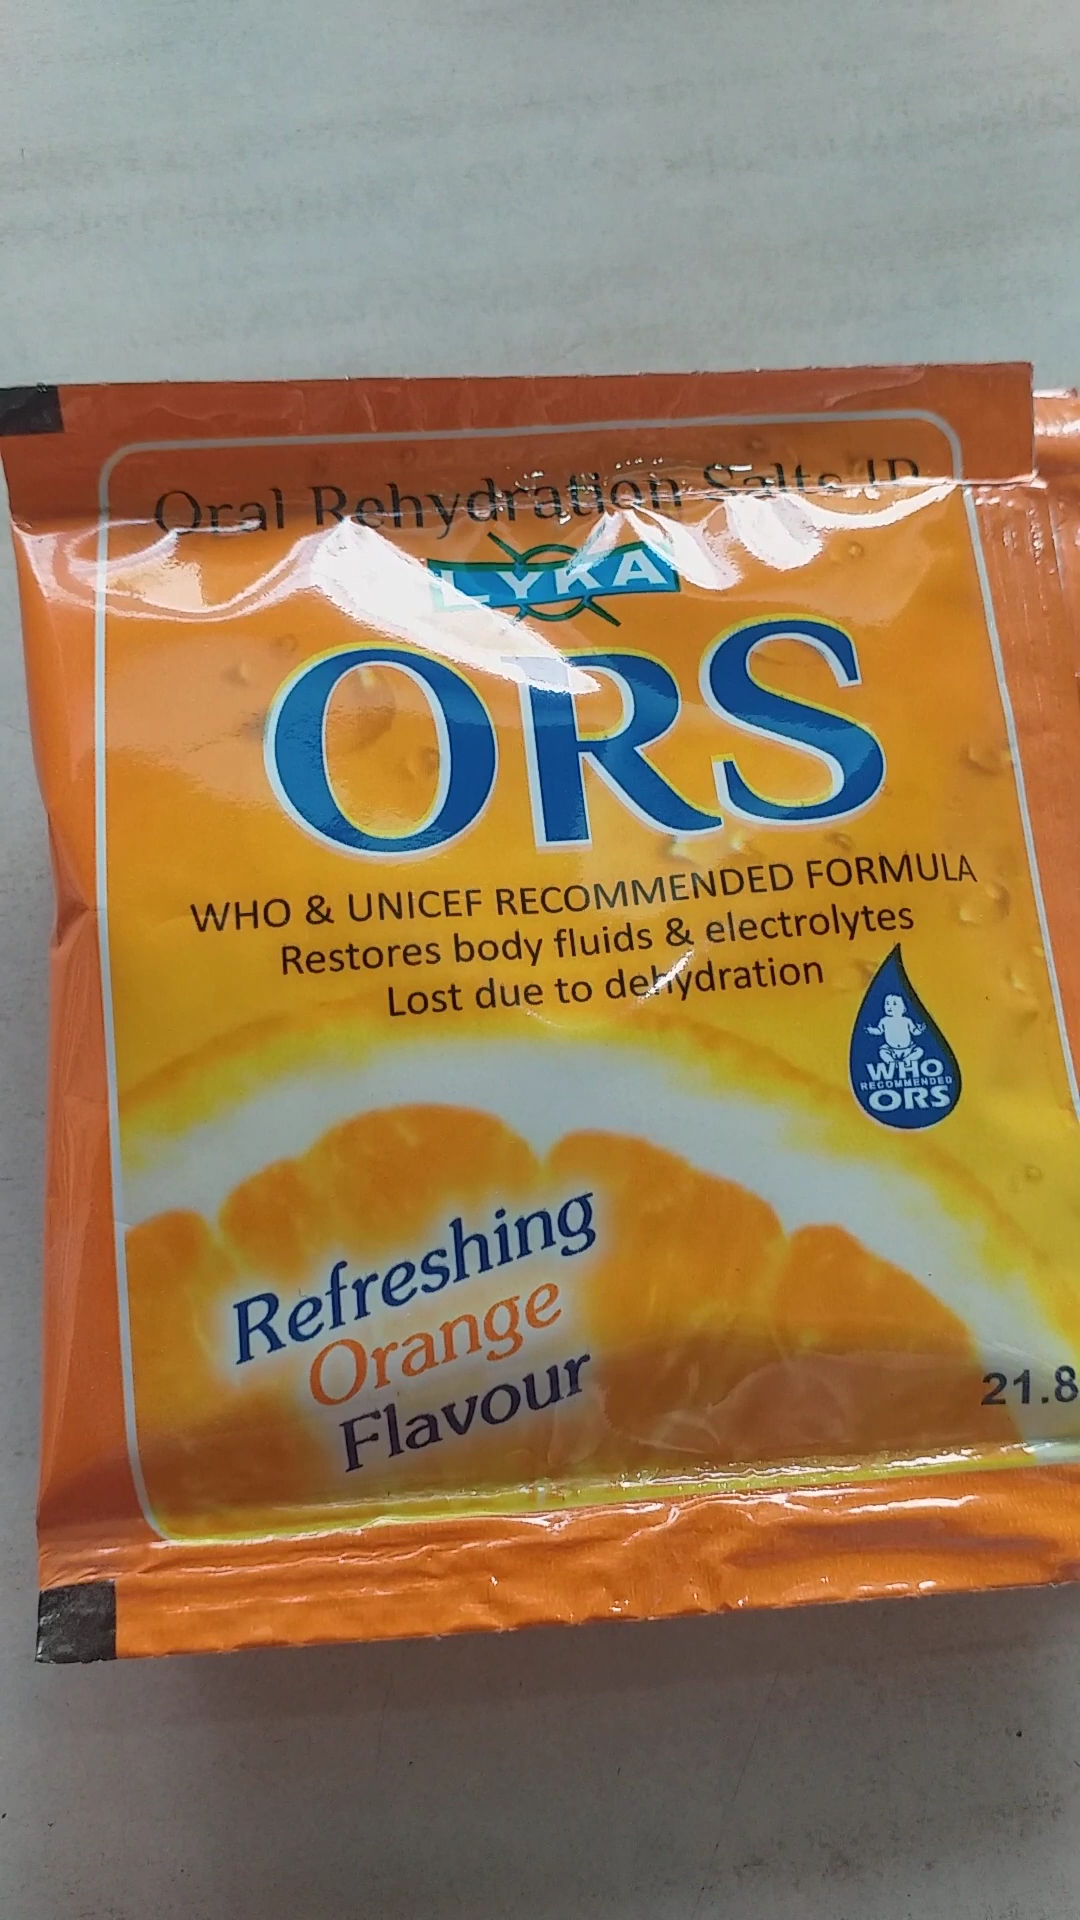 Oral Rehydration Salts IP
LYKA
ORS
WHO & UNICEF RECOMMENDED FORMULA
Restores body fluids & electrolytes
Lost due to dehydration
WHO
RECOMMENDED
ORS
Refreshing
Orange
Flavour
21.8